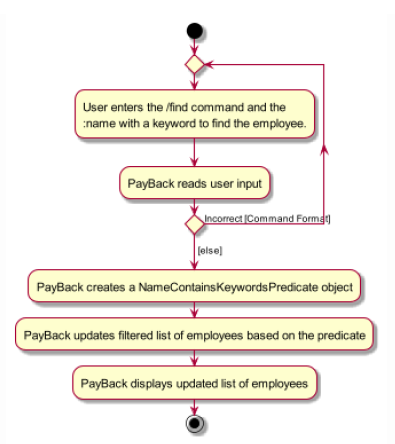 User enters the /find command and the
:name with a keyword to find the employee.
PayBack reads user input
Incorrect [Command Format]
[else]
PayBack creates a NameContainsKeywordsPredicate object
PayBack updates filtered list of employees based on the predicate
PayBack displays updated list of employees